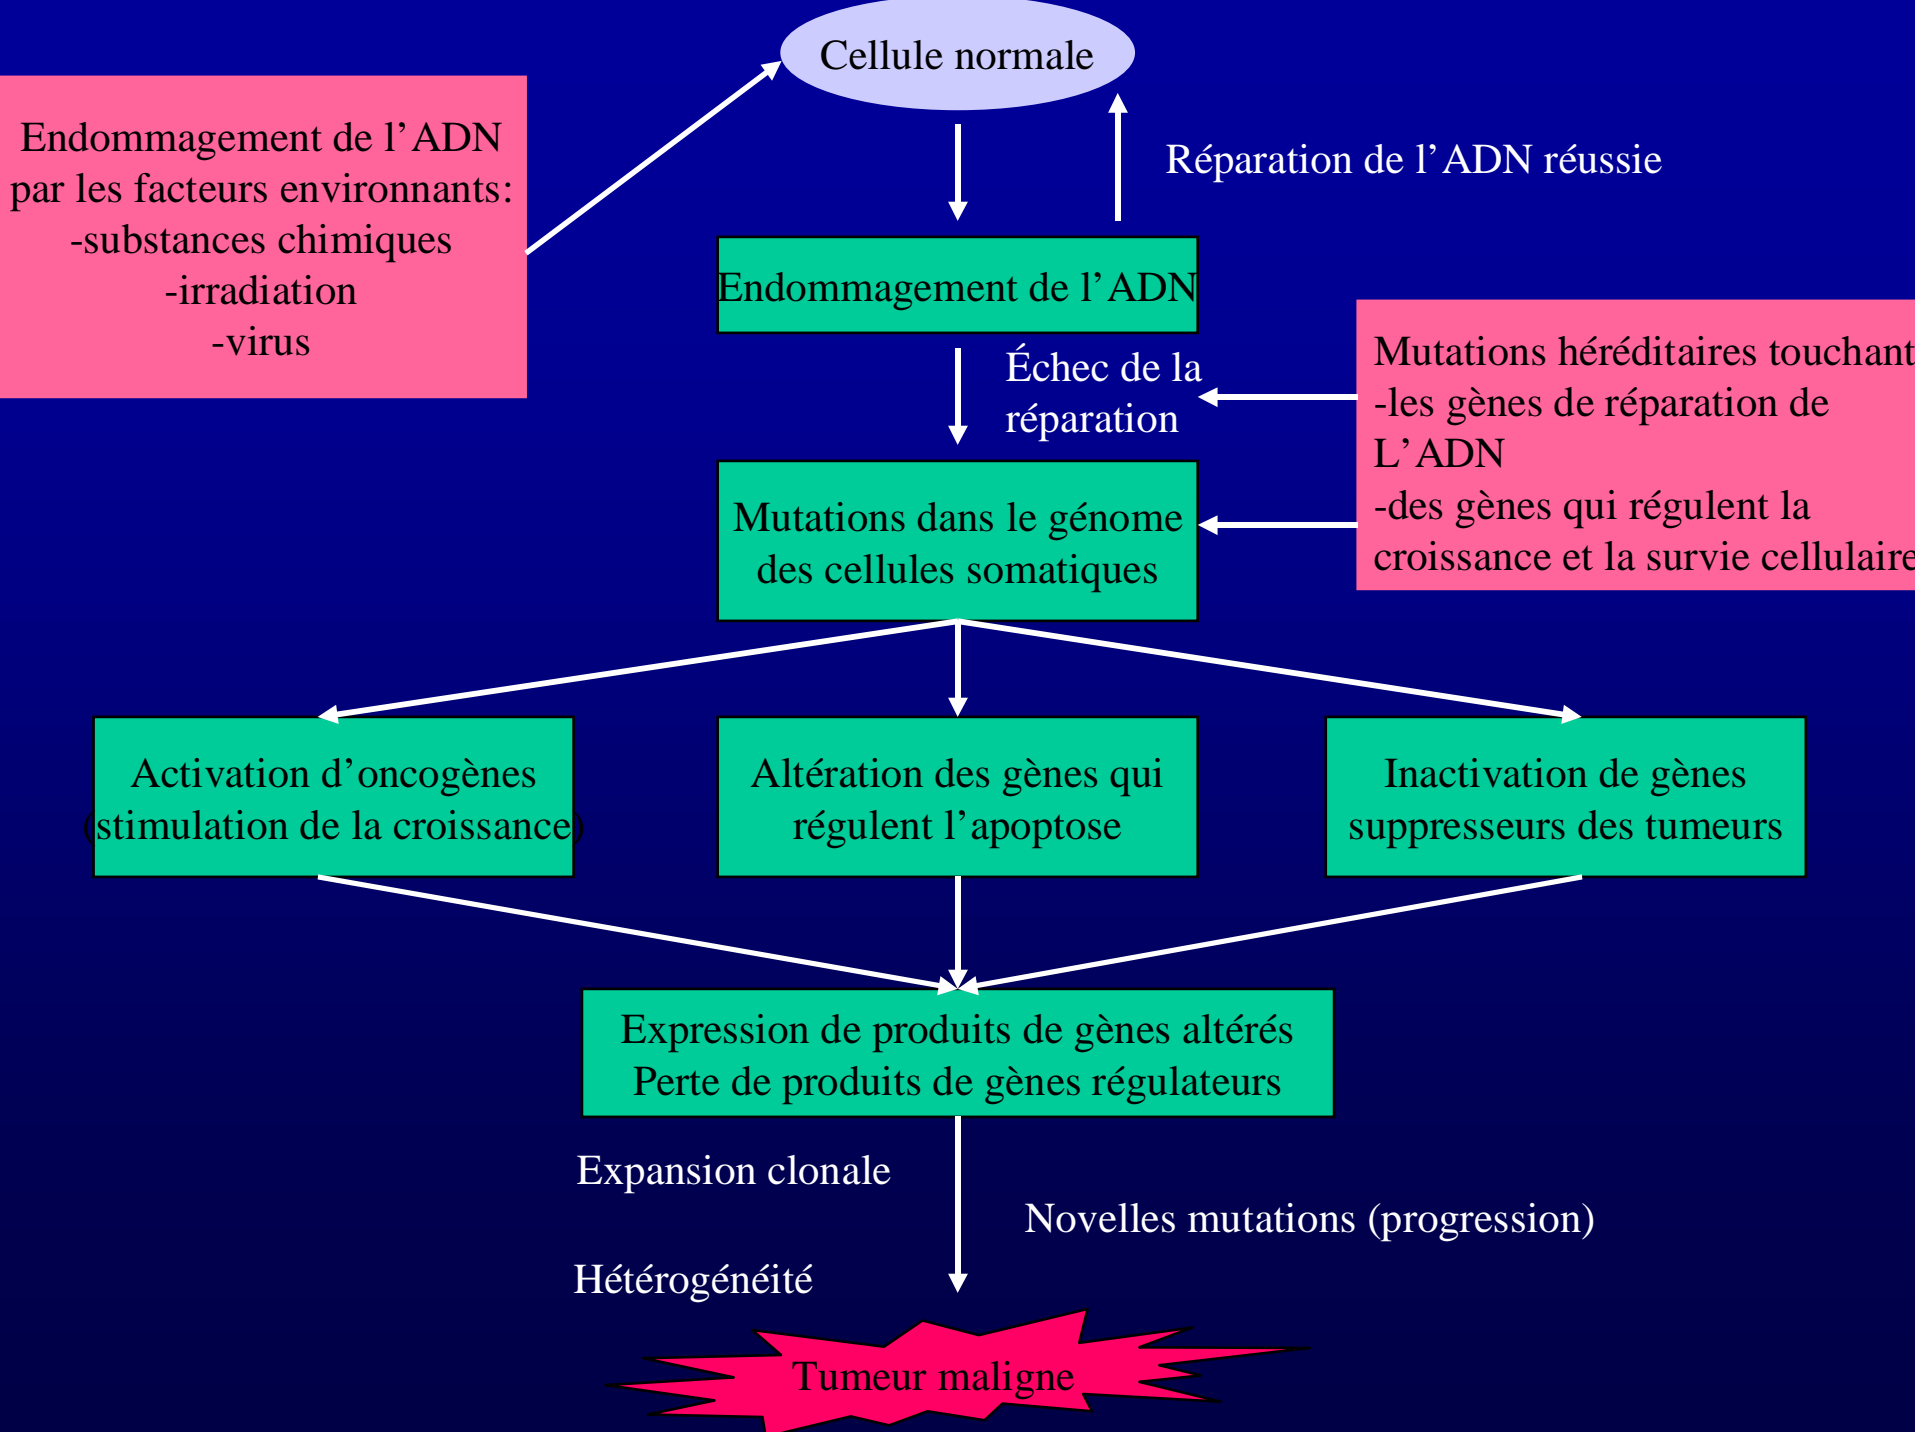 Cellule normale
Endommagement de l’ADN
par les facteurs environnants:
-substances chimiques
-irradiation
-virus
Réparation de l’ADN réussie
Endommagement de l’ADN
Échec de la
réparation
Mutations héréditaires touchant
-les gènes de réparation de
L’ADN
-des gènes qui régulent la
croissance et la survie cellulaire
Mutations dans le génome
des cellules somatiques
Activation d’oncogènes
(stimulation de la croissance)
Altération des gènes qui
régulent l’apoptose
Inactivation de gènes
suppresseurs des tumeurs
Expression de produits de gènes altérés
Perte de produits de gènes régulateurs
Expansion clonale
Novelles mutations (progression)
Hétérogénéité
Tumeur maligne